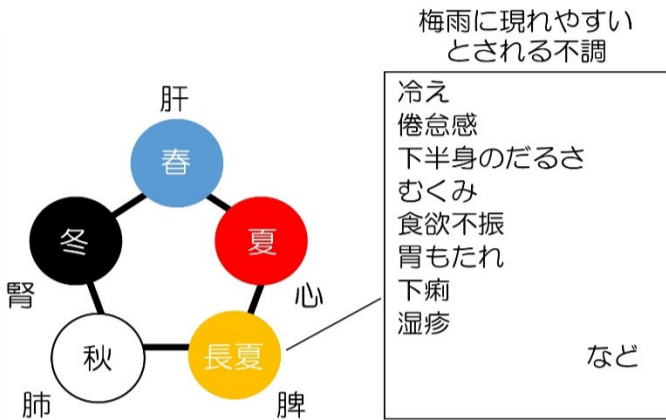 梅雨に現れやすい
とされる不調
冷え
倦怠感
下半身のだるさ
むくみ
食欲不振
胃もたれ
下痢
湿疹
など
肝
春
冬
夏
腎
心
秋
長夏
肺
脾